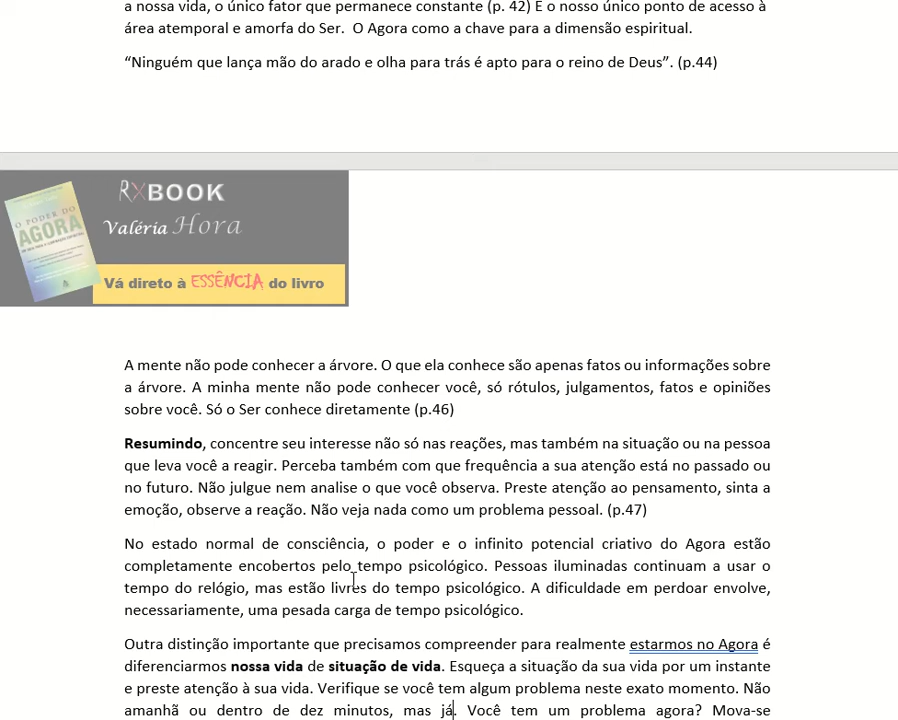 a nossa vida, o único fator que permanece constante (p. 42) E o nosso único ponto de acesso à
área atemporal e amorfa do Ser.  O Agora como a chave para a dimensão espiritual.
“Ninguém que lança mão do arado e olha para trás é apto para o reino de Deus”. (p.44)
RXBOOK
Valéria Hora
O PODER DO
AGORA
Vá direto à ESSÊNCIA do livro
A mente não pode conhecer a árvore. O que ela conhece são apenas fatos ou informações sobre
a árvore. A minha mente não pode conhecer você, só rótulos, julgamentos, fatos e opiniões
sobre você. Só o Ser conhece diretamente (p.46)
Resumindo, concentre seu interesse não só nas reações, mas também na situação ou na pessoa
que leva você a reagir. Perceba também com que frequência a sua atenção está no passado ou
no futuro. Não julgue nem analise o que você observa. Preste atenção ao pensamento, sinta a
emoção, observe a reação. Não veja nada como um problema pessoal. (p.47)
No estado normal de consciência, o poder e o infinito potencial criativo do Agora estão
completamente encobertos pelo tempo psicológico. Pessoas iluminadas continuam a usar o
tempo do relógio, mas estão livres do tempo psicológico. A dificuldade em perdoar envolve,
necessariamente, uma pesada carga de tempo psicológico.
Outra distinção importante que precisamos compreender para realmente estarmos no Agora é
diferenciarmos nossa vida de situação de vida. Esqueça a situação da sua vida por um instante
e preste atenção à sua vida. Verifique se você tem algum problema neste exato momento. Não
amanhã ou dentro de dez minutos, mas já. Você tem um problema agora? Mova-se